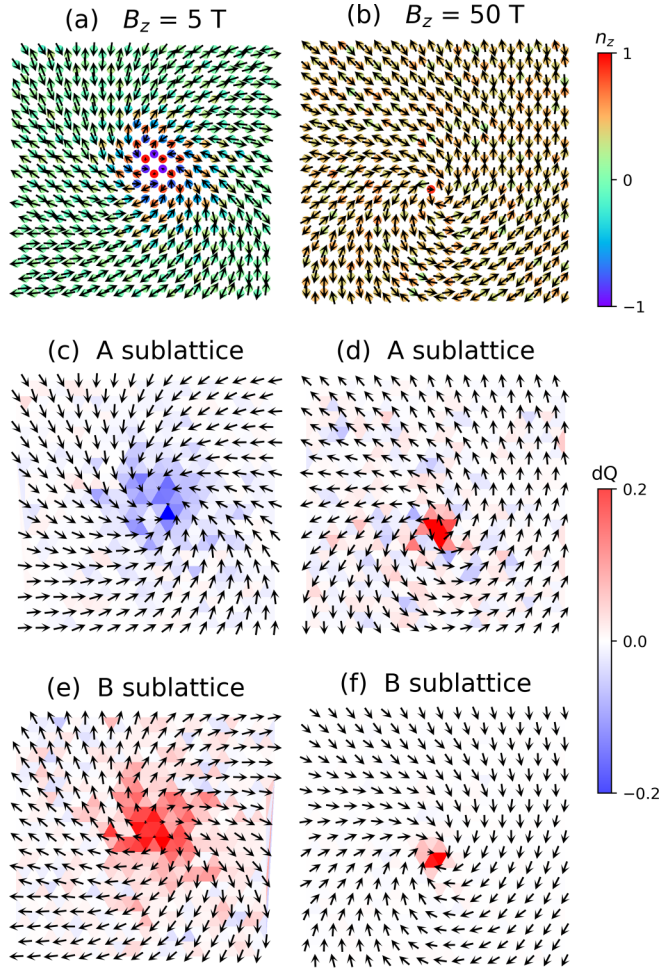 (a) B_z = 5 T
(b) B_z = 50 T
n_z
1
0
−1
(c) A sublattice
(d) A sublattice
dQ
0.2
0.0
−0.2
(e) B sublattice
(f) B sublattice